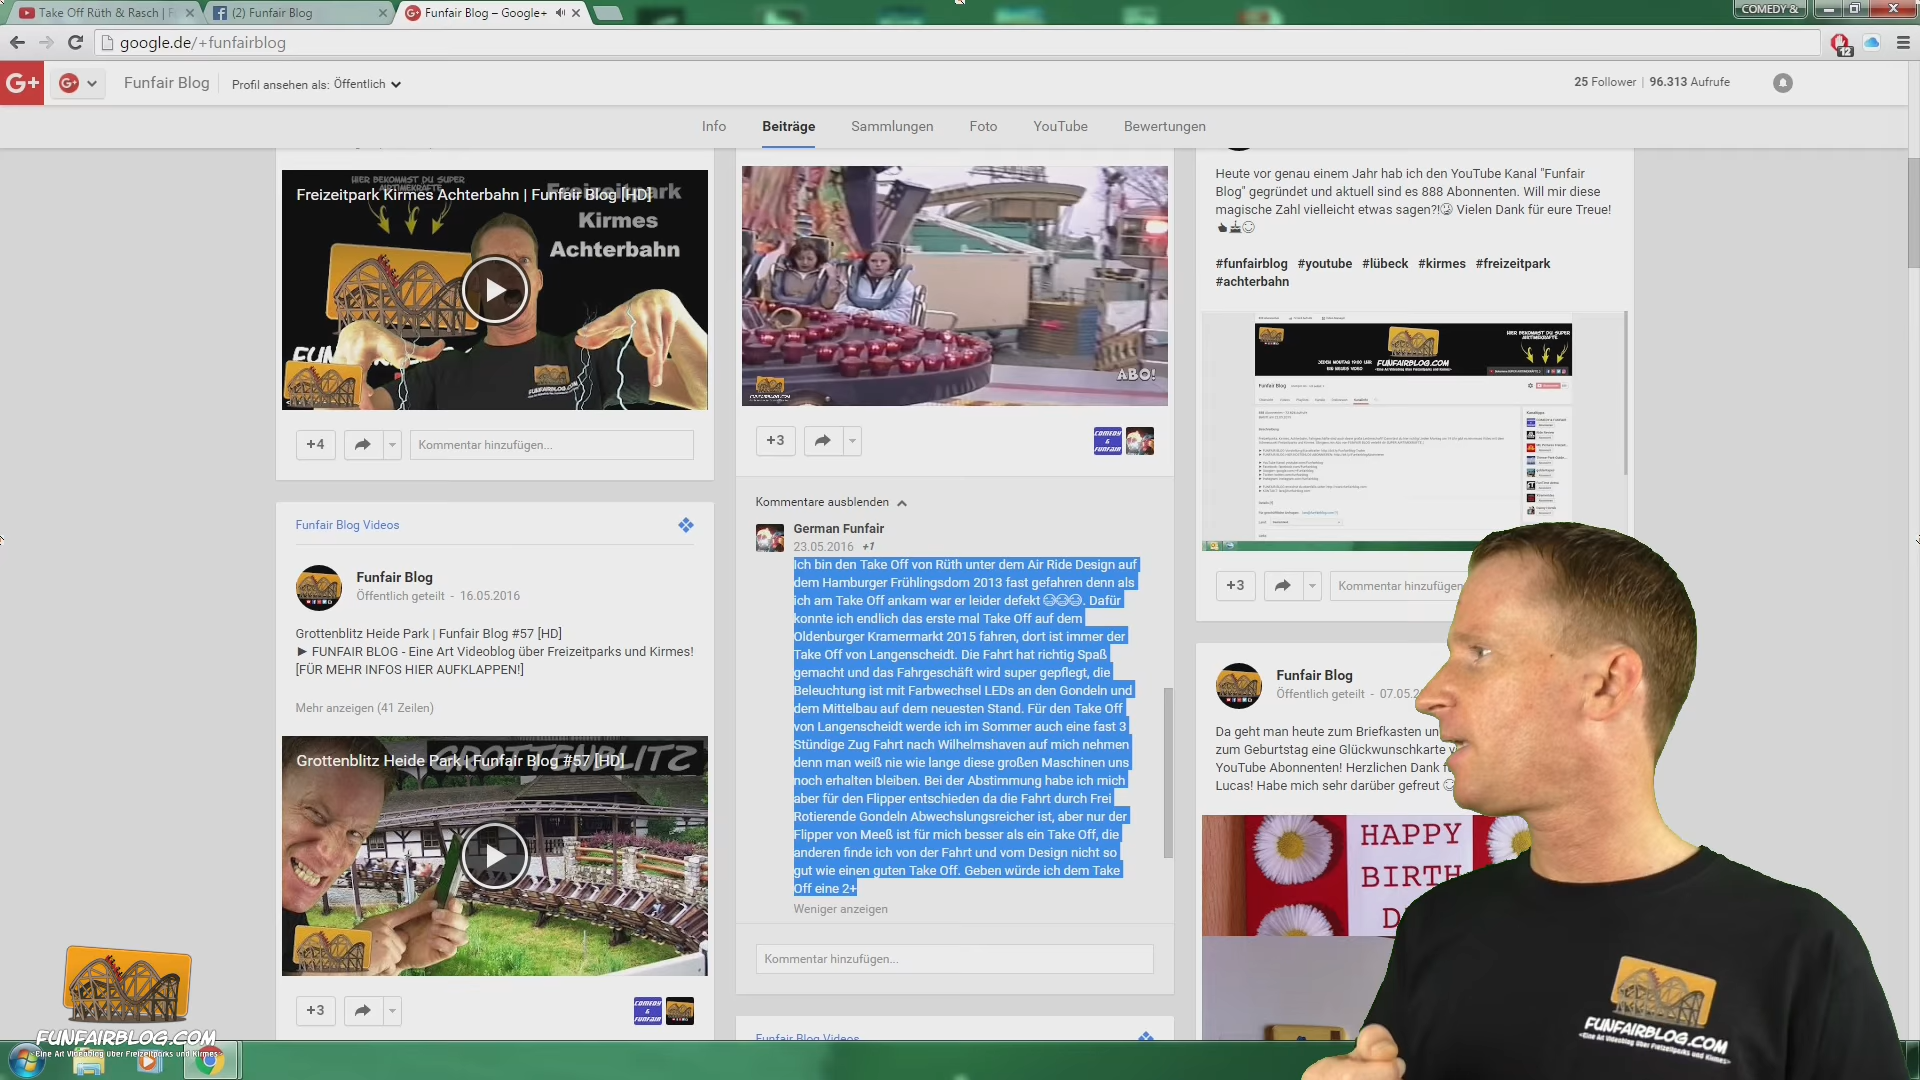 Take Off Rüth & Rasch | F
(2) Funfair Blog
Funfair Blog – Google+
COMEDY &
google.de/+funfairblog
12
G+
Funfair Blog
Profil ansehen als: Öffentlich
25 Follower | 96.313 Aufrufe
Info
Beiträge
Sammlungen
Foto
YouTube
Bewertungen
HIER BEKOMMST DU SUPER
AIRTIMEKRÄFTE
Freizeitpark Kirmes Achterbahn | Funfair Blog [HD]
Freizeitpark
Kirmes
Achterbahn
+4
Kommentar hinzufügen...
Funfair Blog Videos
Funfair Blog
Öffentlich geteilt - 16.05.2016
Grottenblitz Heide Park | Funfair Blog #57 [HD]
► FUNFAIR BLOG - Eine Art Videoblog über Freizeitparks und Kirmes!
[FÜR MEHR INFOS HIER AUFKLAPPEN!]
Mehr anzeigen (41 Zeilen)
GROTTENBLITZ
Grottenblitz Heide Park | Funfair Blog #57 [HD]
+3
COMEDY
&
FUNFAIR
ABO!
+3
COMEDY
&
FUNFAIR
Kommentare ausblenden
German Funfair
23.05.2016 +1
Ich bin den Take Off von Rüth unter dem Air Ride Design auf
dem Hamburger Frühlingsdom 2013 fast gefahren denn als
ich am Take Off ankam war er leider defekt 😄😄😄. Dafür
konnte ich endlich das erste mal Take Off auf dem
Oldenburger Kramermarkt 2015 fahren, dort ist immer der
Take Off von Langenscheidt. Die Fahrt hat richtig Spaß
gemacht und das Fahrgeschäft wird super gepflegt, die
Beleuchtung ist mit Farbwechsel LEDs an den Gondeln und
dem Mittelbau auf dem neuesten Stand. Für den Take Off
von Langenscheidt werde ich im Sommer auch eine fast 3
Stündige Zug Fahrt nach Wilhelmshaven auf mich nehmen
denn man weiß nie wie lange diese großen Maschinen uns
noch erhalten bleiben. Bei der Abstimmung habe ich mich
aber für den Flipper entschieden da die Fahrt durch Frei
Rotierende Gondeln Abwechslungsreicher ist, aber nur der
Flipper von Meeß ist für mich besser als ein Take Off, die
anderen finde ich von der Fahrt und vom Design nicht so
gut wie einen guten Take Off. Geben würde ich dem Take
Off eine 2+
Weniger anzeigen
Kommentar hinzufügen...
Funfair Blog Videos
Heute vor genau einem Jahr hab ich den YouTube Kanal "Funfair
Blog" gegründet und aktuell sind es 888 Abonnenten. Will mir diese
magische Zahl vielleicht etwas sagen?! Vielen Dank für eure Treue!
#funfairblog #youtube #lübeck #kirmes #freizeitpark
#achterbahn
+3
Kommentar hinzufügen
Funfair Blog
Öffentlich geteilt - 07.05.
Da geht man heute zum Briefkasten un
zum Geburtstag eine Glückwunschkarte v
YouTube Abonnenten! Herzlichen Dank f
Lucas! Habe mich sehr darüber gefreut
HAPPY
BIRTH
D
FUNFAIRBLOG.COM
-Eine Art Videoblog über Freizeitparks und Kirmes-
FUNFAIRBLOG.COM
-Eine Art Videoblog über Freizeitparks und Kirmes-